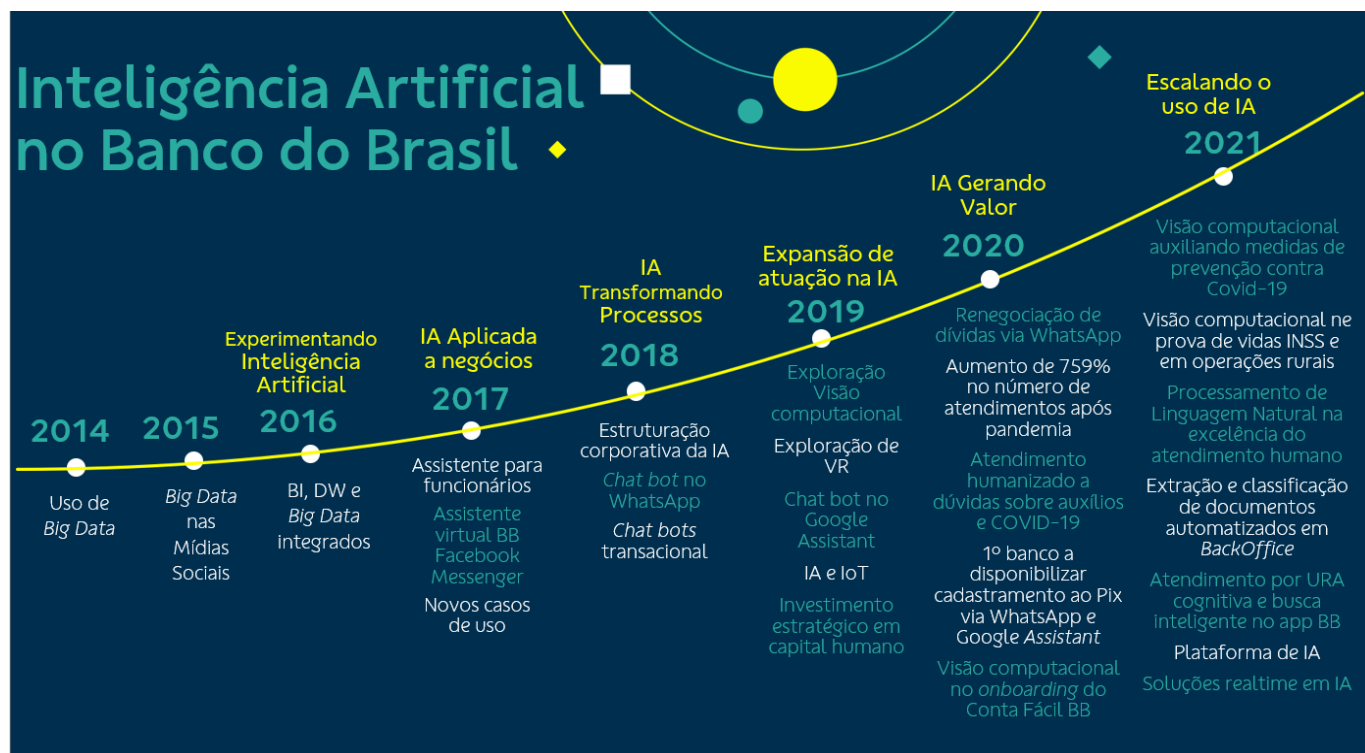 Inteligência Artificial
no Banco do Brasil
2014
Uso de
Big Data
2015
Big Data
nas
Mídias
Sociais
Experimentando
Inteligência
Artificial
2016
BI, DW e
Big Data
integrados
IA Aplicada
a negócios
2017
Assistente para
funcionários
Assistente
virtual BB
Facebook
Messenger
Novos casos
de uso
IA
Transformando
Processos
2018
Estruturação
corporativa da IA
Chat bot no
WhatsApp
Chat bots
transacional
Expansão de
atuação na IA
2019
Exploração
Visão
computacional
Exploração de
VR
Chat bot no
Google
Assistant
IA e IoT
Investimento
estratégico em
capital humano
IA Gerando
Valor
2020
Renegociação de
dívidas via WhatsApp
Aumento de 759%
no número de
atendimentos após
pandemia
Atendimento
humanizado a
dúvidas sobre auxílios
e COVID-19
1º banco a
disponibilizar
cadastramento ao Pix
via WhatsApp e
Google Assistant
Visão computacional
no onboarding do
Conta Fácil BB
Escalando o
uso de IA
2021
Visão computacional
auxiliando medidas de
prevenção contra
Covid-19
Visão computacional ne
prova de vidas INSS e
em operações rurais
Processamento de
Linguagem Natural na
excelência do
atendimento humano
Extração e classificação
de documentos
automatizados em
BackOffice
Atendimento por URA
cognitiva e busca
inteligente no app BB
Plataforma de IA
Soluções realtime em IA